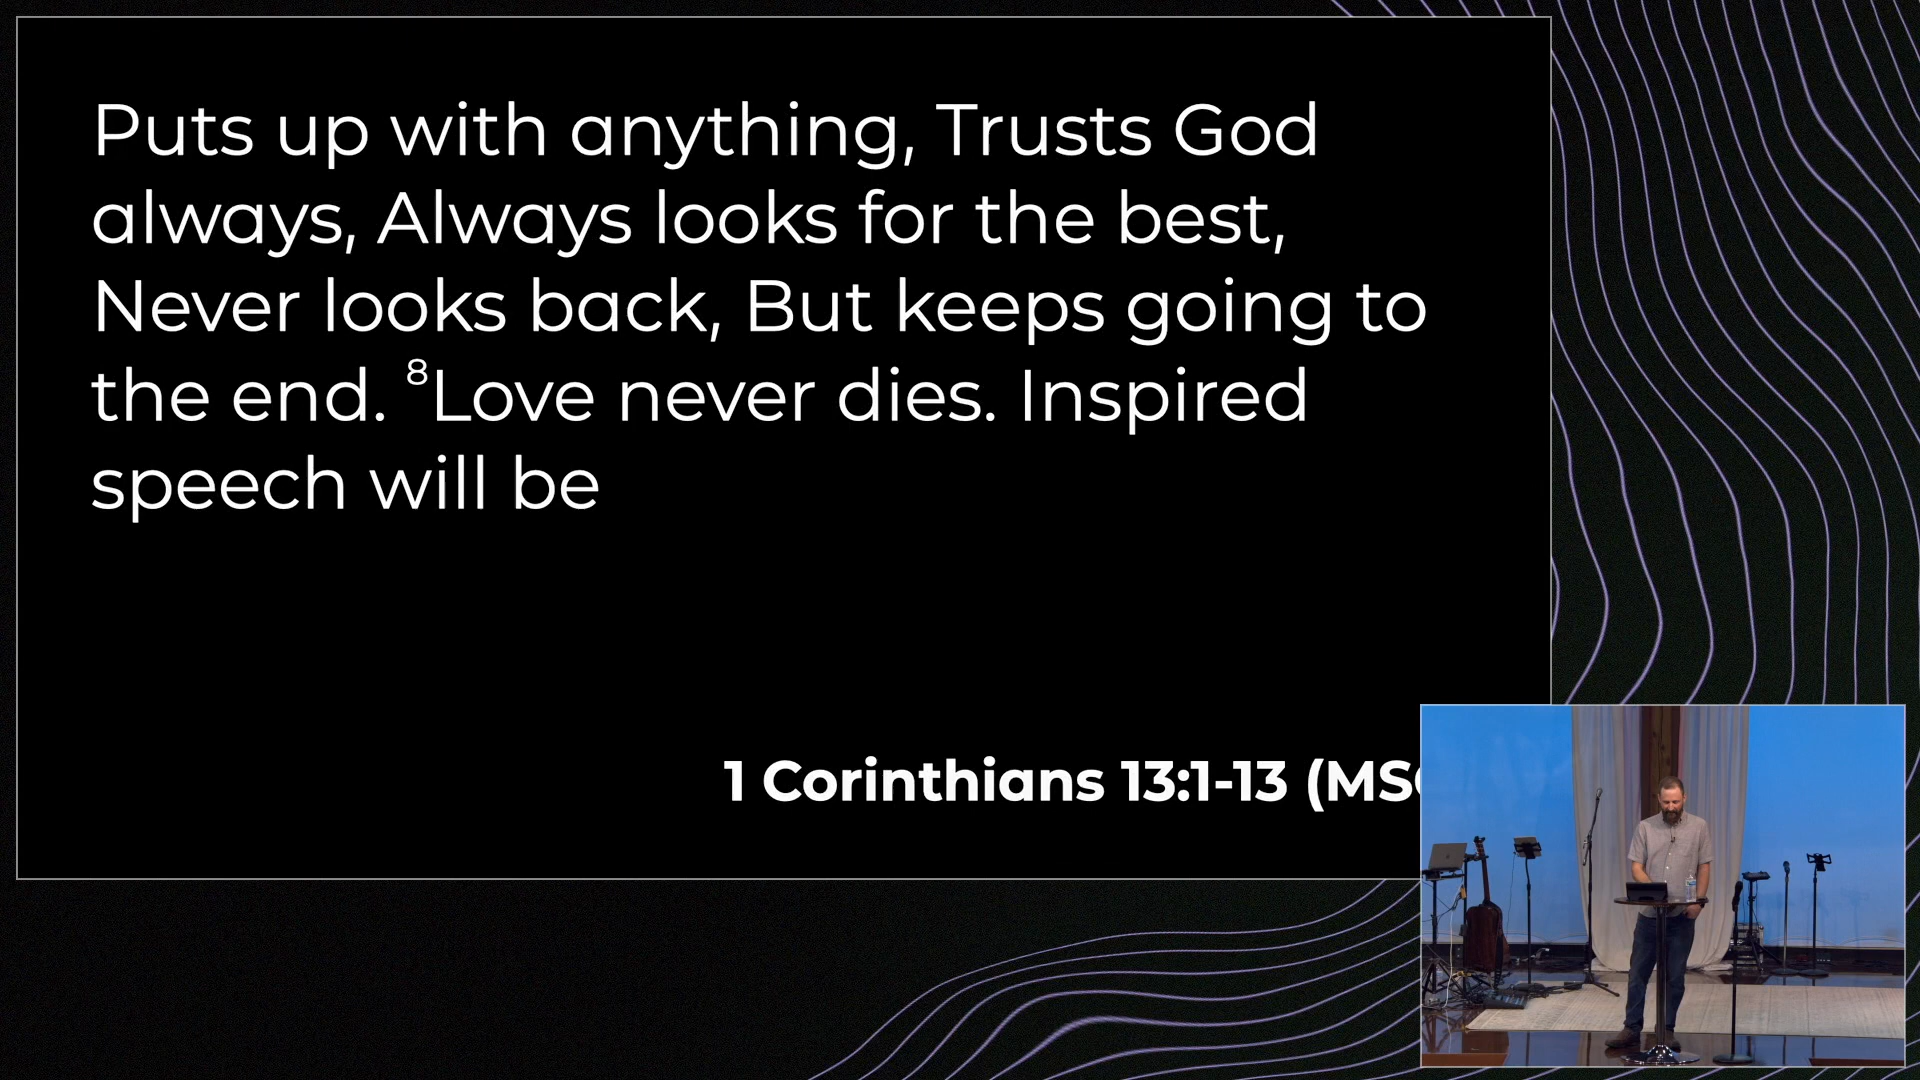 Puts up with anything, Trusts God
always, Always looks for the best,
Never looks back, But keeps going to
the end. ⁸Love never dies. Inspired
speech will be
1 Corinthians 13:1-13 (MS